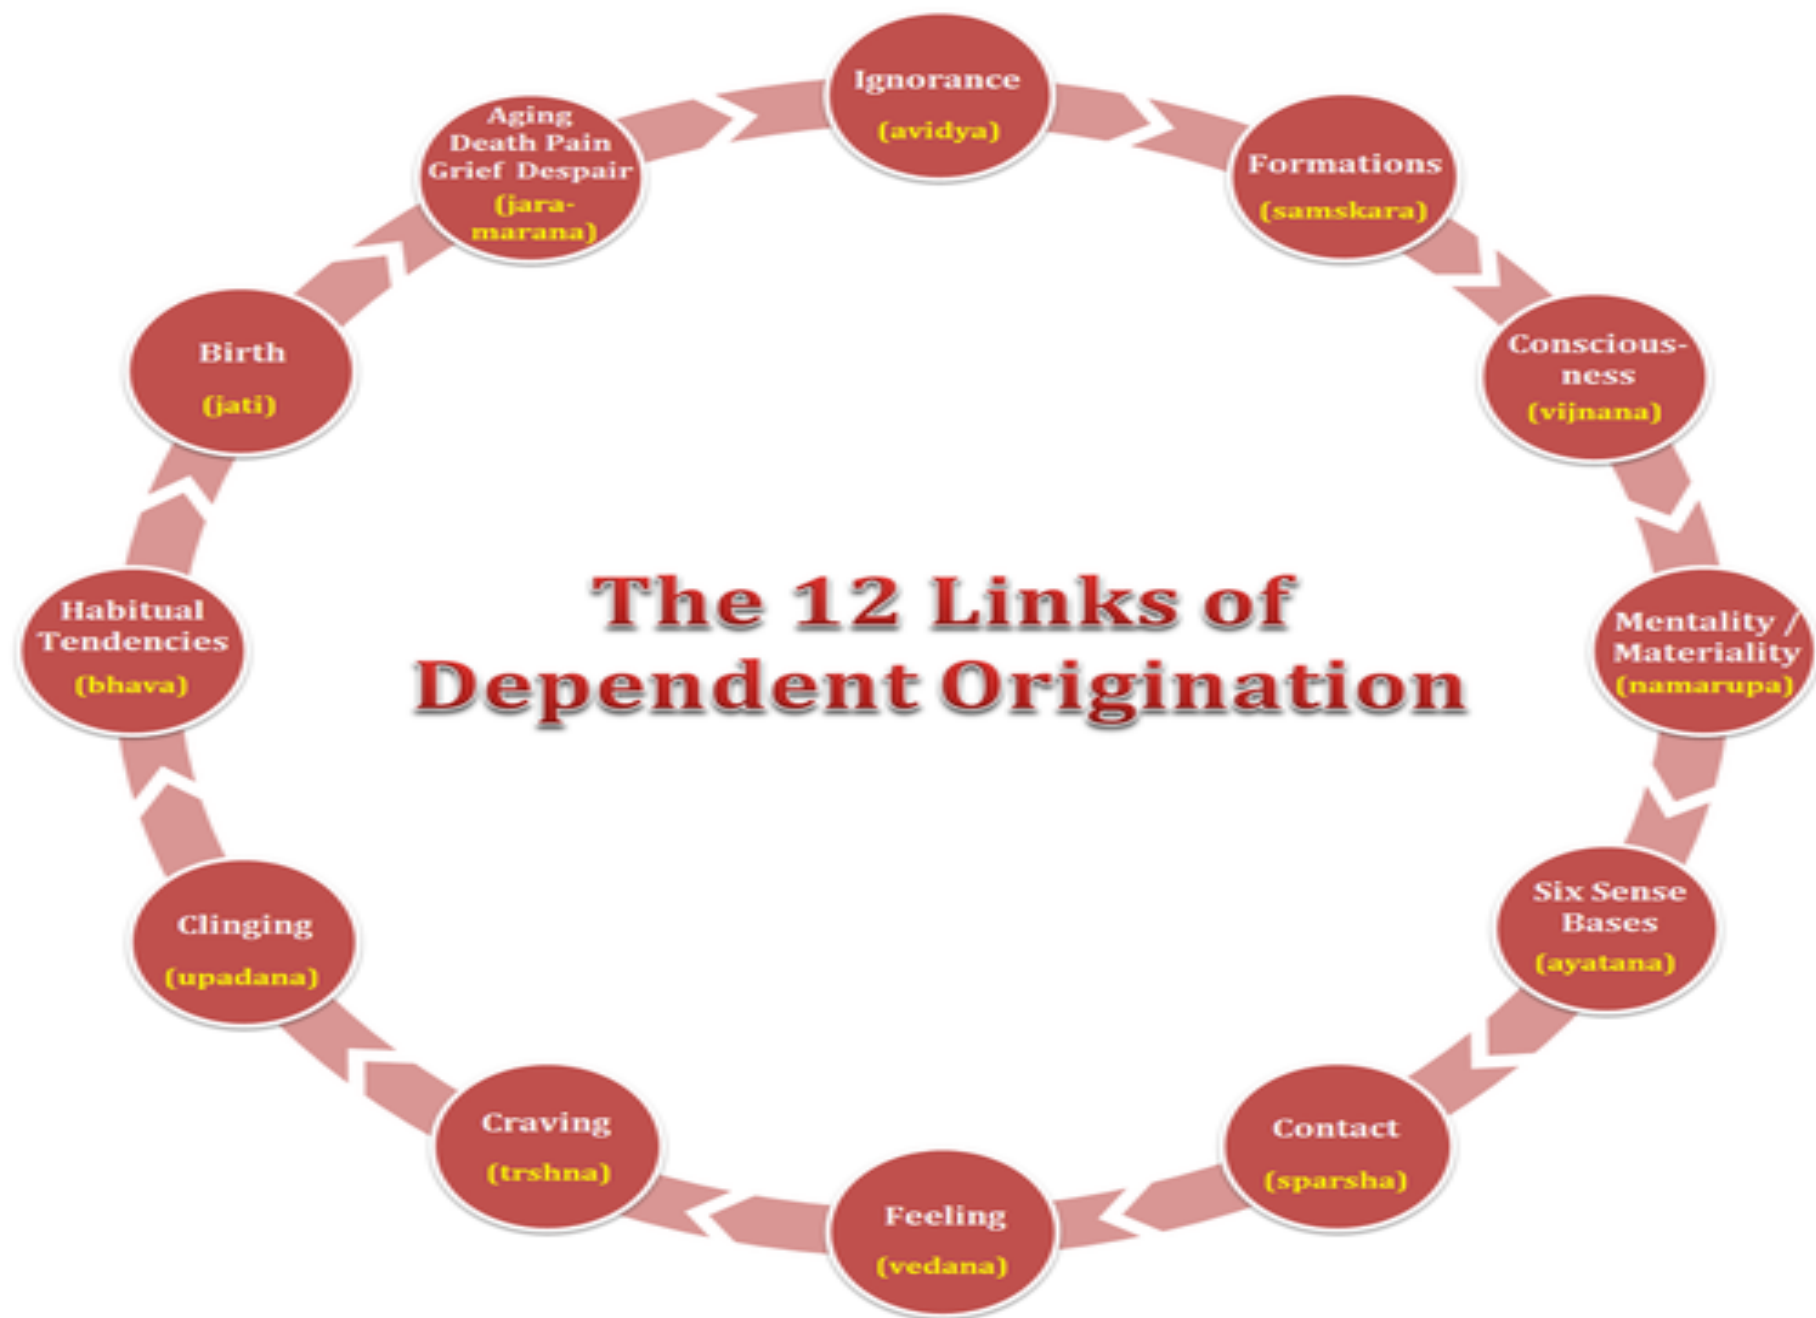 The 12 Links of
Dependent Origination
Ignorance
(avidya)
Formations
(samskara)
Conscious-
ness
(vijnana)
Mentality /
Materiality
(namarupa)
Six Sense
Bases
(ayatana)
Contact
(sparsha)
Feeling
(vedana)
Craving
(trshna)
Clinging
(upadana)
Habitual
Tendencies
(bhava)
Birth
(jati)
Aging
Death Pain
Grief Despair
(jara-
marana)